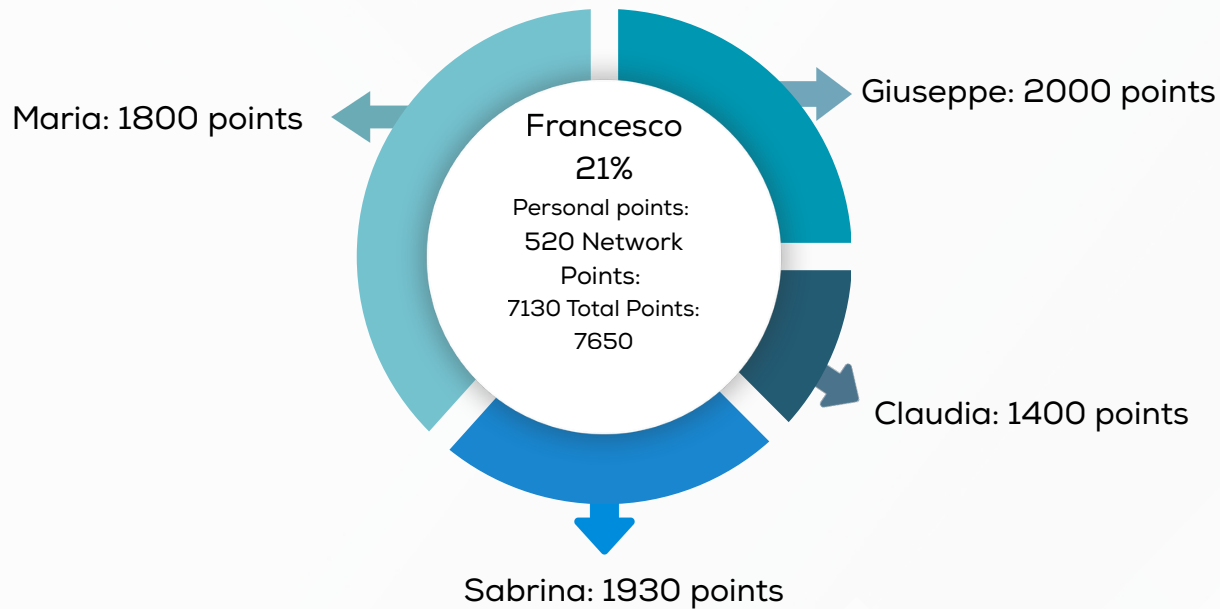 Giuseppe: 2000 points
Maria: 1800 points
Francesco
21%
Personal points:
520 Network
Points:
7130 Total Points:
7650
Claudia: 1400 points
Sabrina: 1930 points